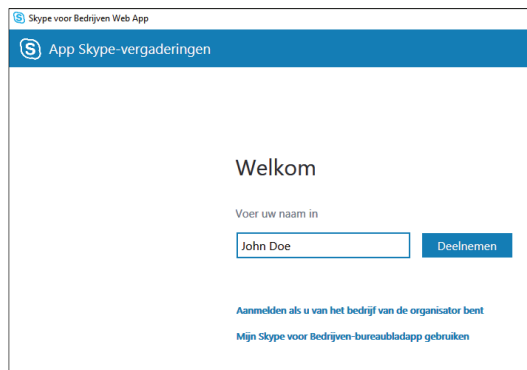 Skype voor Bedrijven Web App
App Skype-vergaderingen
Welkom
Voer uw naam in
John Doe
Deelnemen
Aanmelden als u van het bedrijf van de organisator bent
Mijn Skype voor Bedrijven-bureaubladapp gebruiken